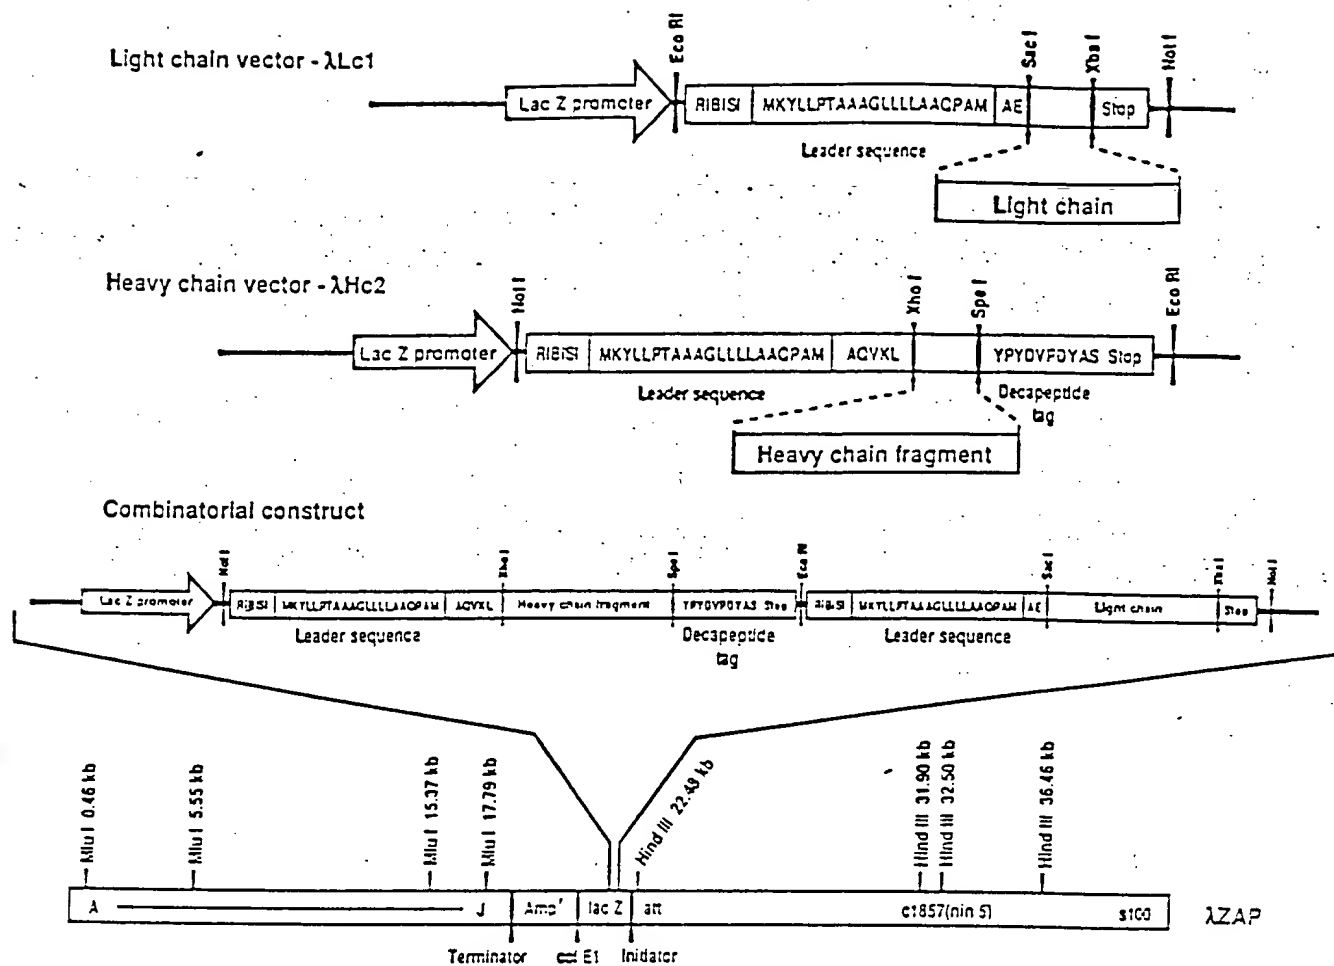 Light chain vector - λLc1
Eco RI
Sac I
Xba I
Not I
Lac Z promoter
RIBISI
MKYLLPTAAAGLLLLAAQPAM
AE
Stop
Leader sequence
Light chain
Heavy chain vector - λHc2
Not I
Xho I
Spe I
Eco RI
Lac Z promoter
RIBISI
MKYLLPTAAAGLLLLAAQPAM
AQVKL
YPYDVPDYAS Stop
Leader sequence
Decapeptide
tag
Heavy chain fragment
Combinatorial construct
Not I
Xho I
Spe I
Eco RI
Sac I
Xba I
Not I
Lac Z promoter
RIBISI
MKYLLPTAAAGLLLLAAQPAM
AQVKL
Heavy chain fragment
YPYDVPDYAS Stop
RIBISI
MKYLLPTAAAGLLLLAAQPAM
AE
Light chain
Stop
Leader sequence
Decapeptide
tag
Leader sequence
Mlu I 0.46 kb
Mlu I 5.55 kb
Mlu I 15.37 kb
Mlu I 17.79 kb
Hind III 22.48 kb
Hind III 31.90 kb
Hind III 32.50 kb
Hind III 36.46 kb
A
J
Amp^r
lac Z
att
c1857(nin 5)
s100
λZAP
Terminator
E1
Initiator